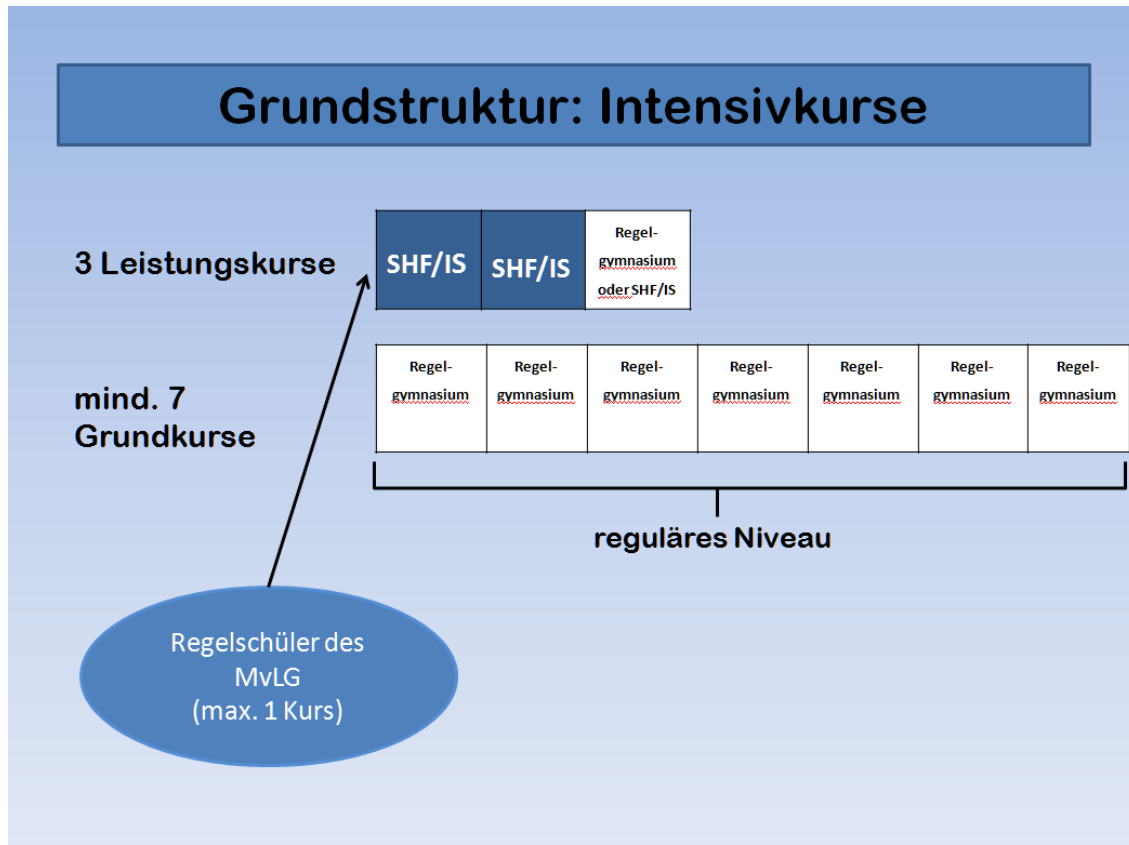 Grundstruktur: Intensivkurse
3 Leistungskurse
SHF/IS
SHF/IS
Regel-
gymnasium
oder SHF/IS
mind. 7
Grundkurse
Regel-
gymnasium
Regel-
gymnasium
Regel-
gymnasium
Regel-
gymnasium
Regel-
gymnasium
Regel-
gymnasium
Regel-
gymnasium
reguläres Niveau
Regelschüler des
MvLG
(max. 1 Kurs)